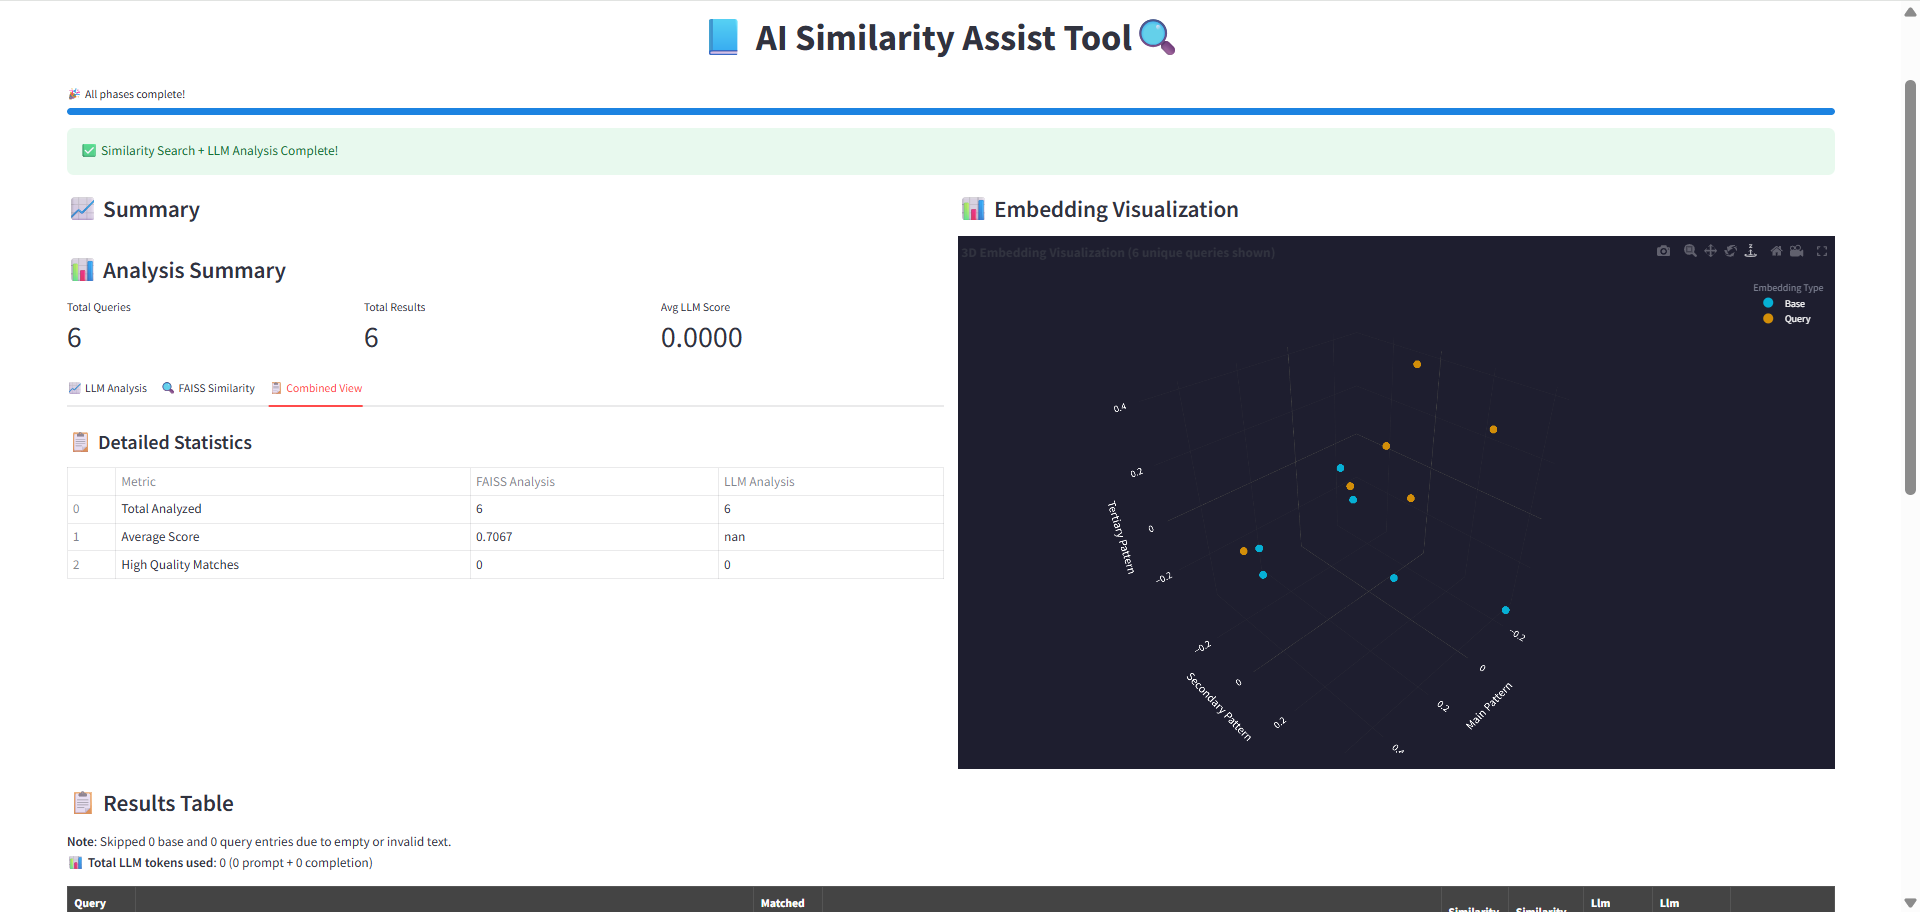 AI Similarity Assist Tool
All phases complete!
Similarity Search + LLM Analysis Complete!
Summary
Analysis Summary
Total Queries
Total Results
Avg LLM Score
6
6
0.0000
LLM Analysis
FAISS Similarity
Combined View
Detailed Statistics
Metric FAISS Analysis LLM Analysis
0 Total Analyzed 6 6
1 Average Score 0.7067 nan
2 High Quality Matches 0 0
Embedding Visualization
3D Embedding Visualization (6 unique queries shown)
Embedding Type
Base
Query
0.4
0.2
0
−0.2
Tertiary Pattern
−0.2
0
0.2
Secondary Pattern
−0.2
0
0.2
0.4
Main Pattern
Results Table
Note: Skipped 0 base and 0 query entries due to empty or invalid text.
Total LLM tokens used: 0 (0 prompt + 0 completion)
Query Matched Similarity Similarity Llm Llm